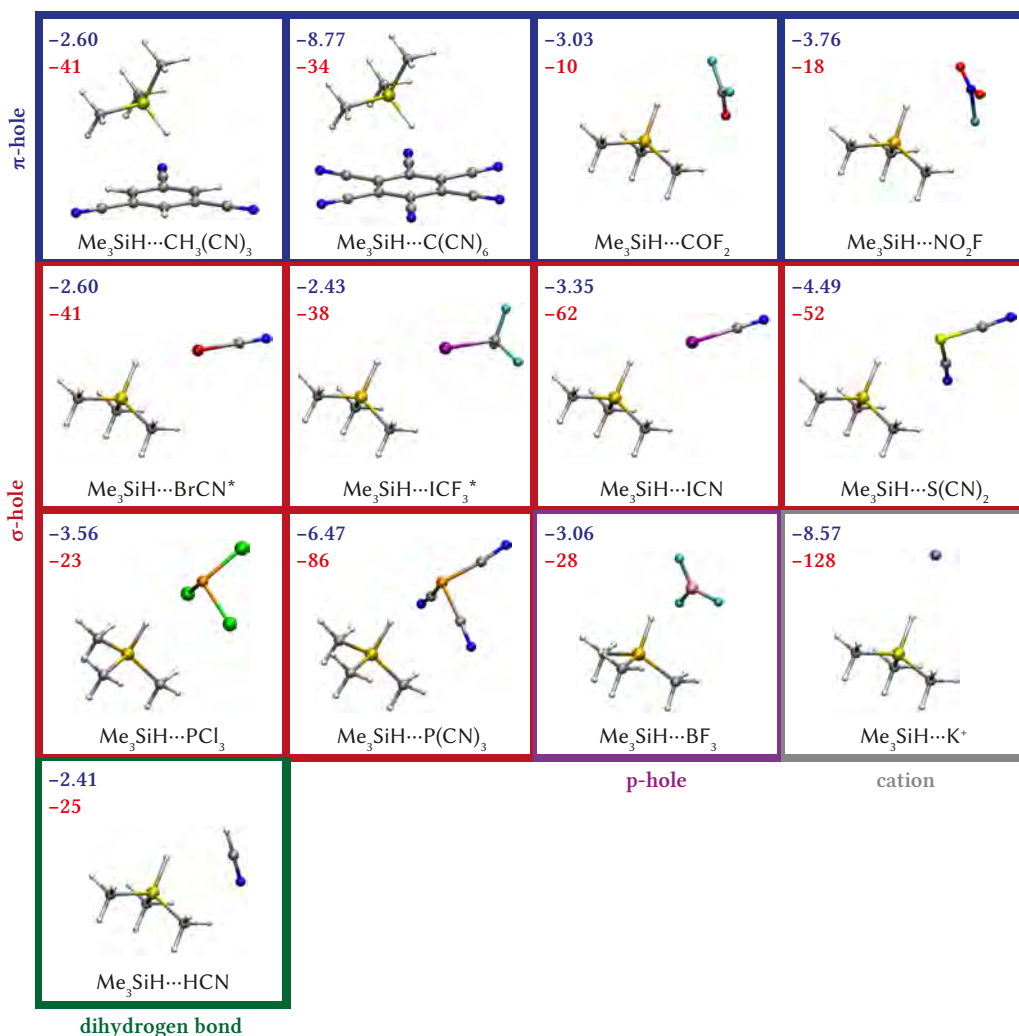 π-hole
−2.60
−41
Me₃SiH···CH₃(CN)₃
−8.77
−34
Me₃SiH···C(CN)₆
−3.03
−10
Me₃SiH···COF₂
−3.76
−18
Me₃SiH···NO₂F
σ-hole
−2.60
−41
Me₃SiH···BrCN*
−2.43
−38
Me₃SiH···ICF₃*
−3.35
−62
Me₃SiH···ICN
−4.49
−52
Me₃SiH···S(CN)₂
−3.56
−23
Me₃SiH···PCl₃
−6.47
−86
Me₃SiH···P(CN)₃
−3.06
−28
Me₃SiH···BF₃
p-hole
−8.57
−128
Me₃SiH···K⁺
cation
−2.41
−25
Me₃SiH···HCN
dihydrogen bond